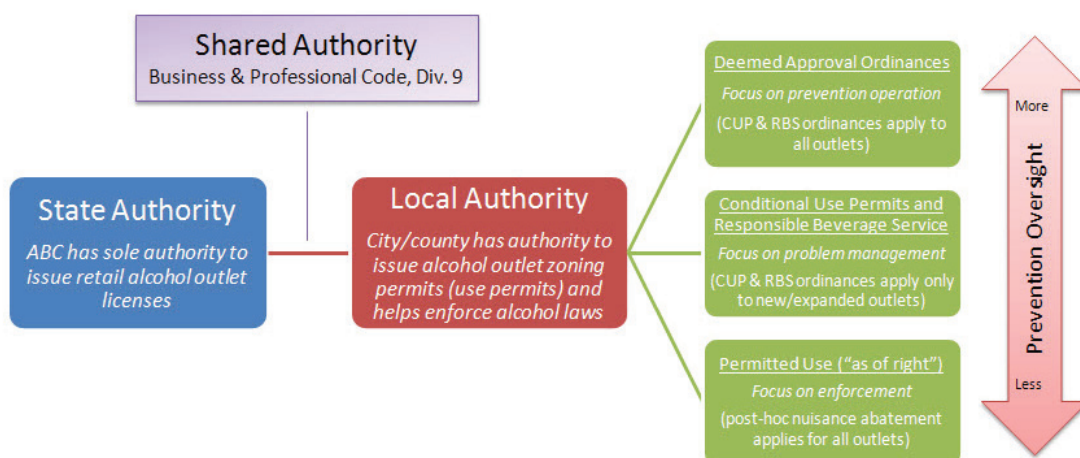 Shared Authority
Business & Professional Code, Div. 9
State Authority
ABC has sole authority to
issue retail alcohol outlet
licenses
Local Authority
City/county has authority to
issue alcohol outlet zoning
permits (use permits) and
helps enforce alcohol laws
Deemed Approval Ordinances
Focus on prevention operation
(CUP & RBS ordinances apply to
all outlets)
Conditional Use Permits and
Responsible Beverage Service
Focus on problem management
(CUP & RBS ordinances apply only
to new/expanded outlets)
Permitted Use ("as of right")
Focus on enforcement
(post-hoc nuisance abatement
applies for all outlets)
More
Prevention Oversight
Less